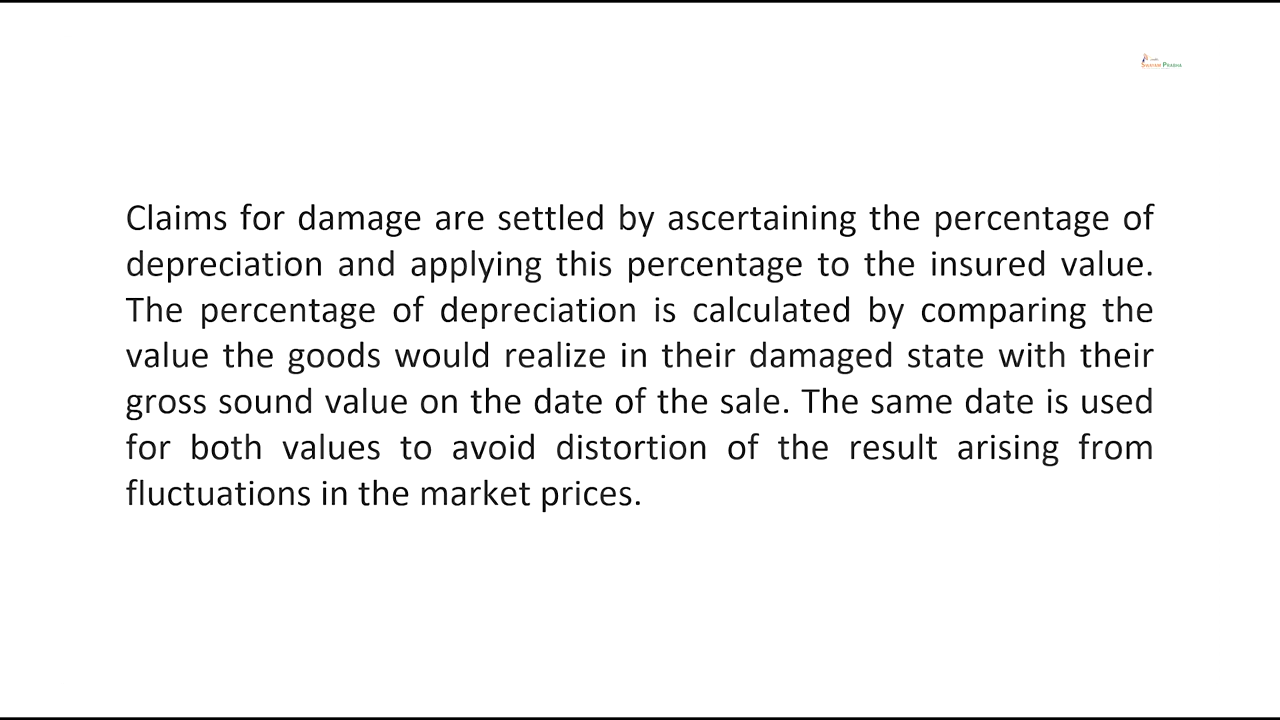 Swayam Prabha
Claims for damage are settled by ascertaining the percentage of
depreciation and applying this percentage to the insured value.
The percentage of depreciation is calculated by comparing the
value the goods would realize in their damaged state with their
gross sound value on the date of the sale. The same date is used
for both values to avoid distortion of the result arising from
fluctuations in the market prices.